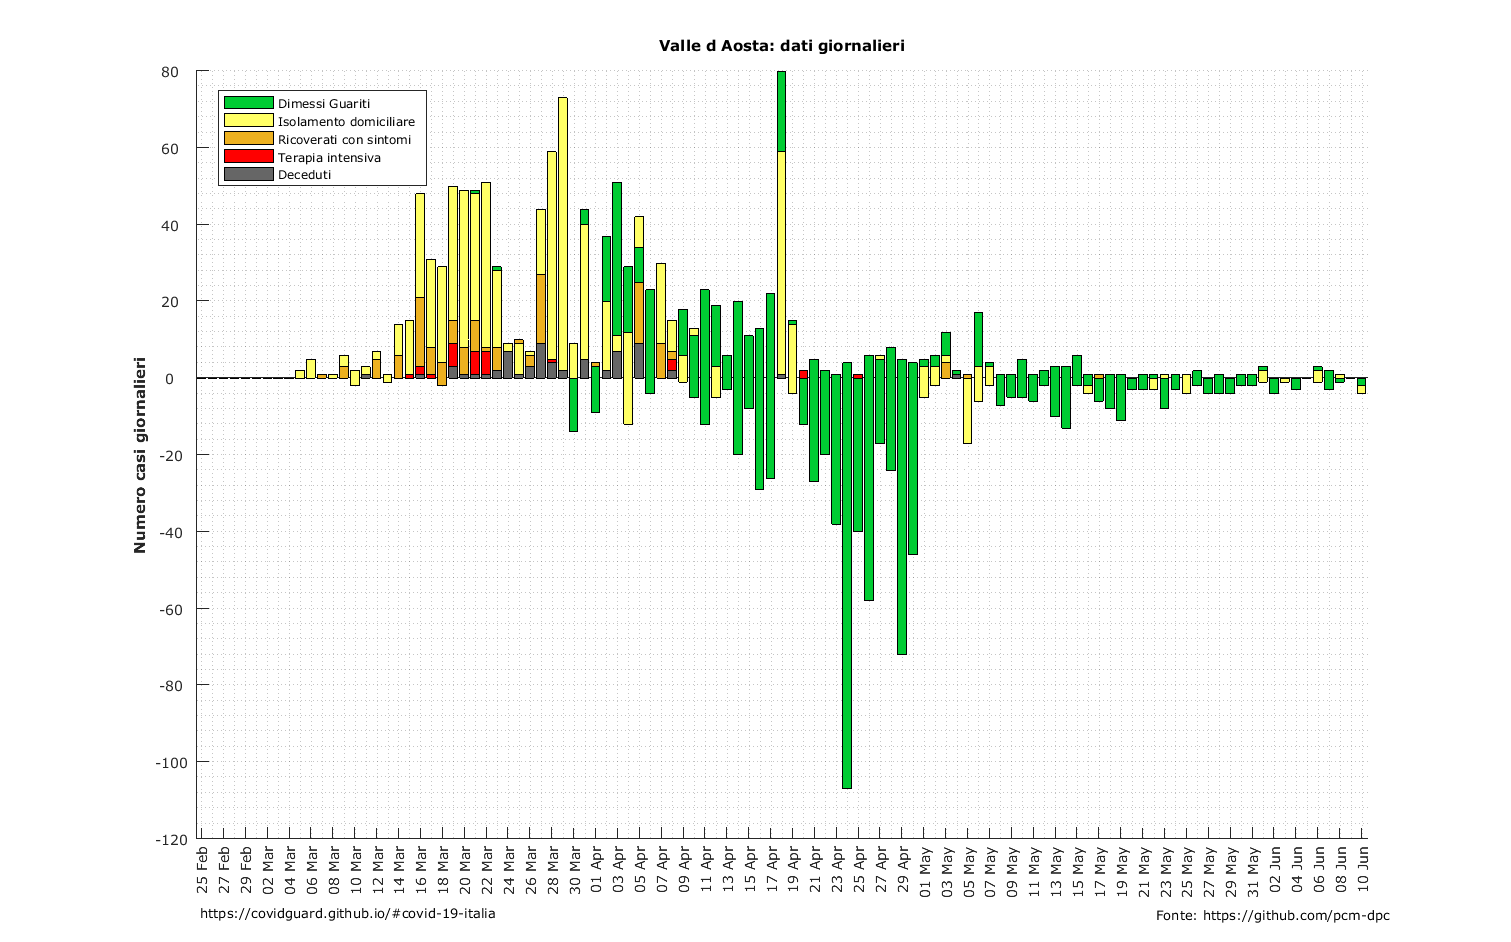 Valle d Aosta: dati giornalieri
Dimessi Guariti
Isolamento domiciliare
Ricoverati con sintomi
Terapia intensiva
Deceduti
Numero casi giornalieri
80
60
40
20
0
-20
-40
-60
-80
-100
-120
25 Feb
27 Feb
29 Feb
02 Mar
04 Mar
06 Mar
08 Mar
10 Mar
12 Mar
14 Mar
16 Mar
18 Mar
20 Mar
22 Mar
24 Mar
26 Mar
28 Mar
30 Mar
01 Apr
03 Apr
05 Apr
07 Apr
09 Apr
11 Apr
13 Apr
15 Apr
17 Apr
19 Apr
21 Apr
23 Apr
25 Apr
27 Apr
29 Apr
01 May
03 May
05 May
07 May
09 May
11 May
13 May
15 May
17 May
19 May
21 May
23 May
25 May
27 May
29 May
31 May
02 Jun
04 Jun
06 Jun
08 Jun
10 Jun
https://covidguard.github.io/#covid-19-italia
Fonte: https://github.com/pcm-dpc